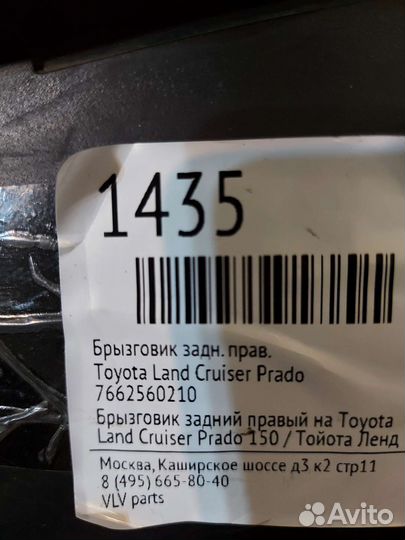 1435
Брызговик задн. прав.
Toyota Land Cruiser Prado
7662560210
Брызговик задний правый на Toyota
Land Cruiser Prado 150 / Тойота Ленд
Москва, Каширское шоссе д3 к2 стр11
8 (495) 665-80-40
VLV parts
Avito